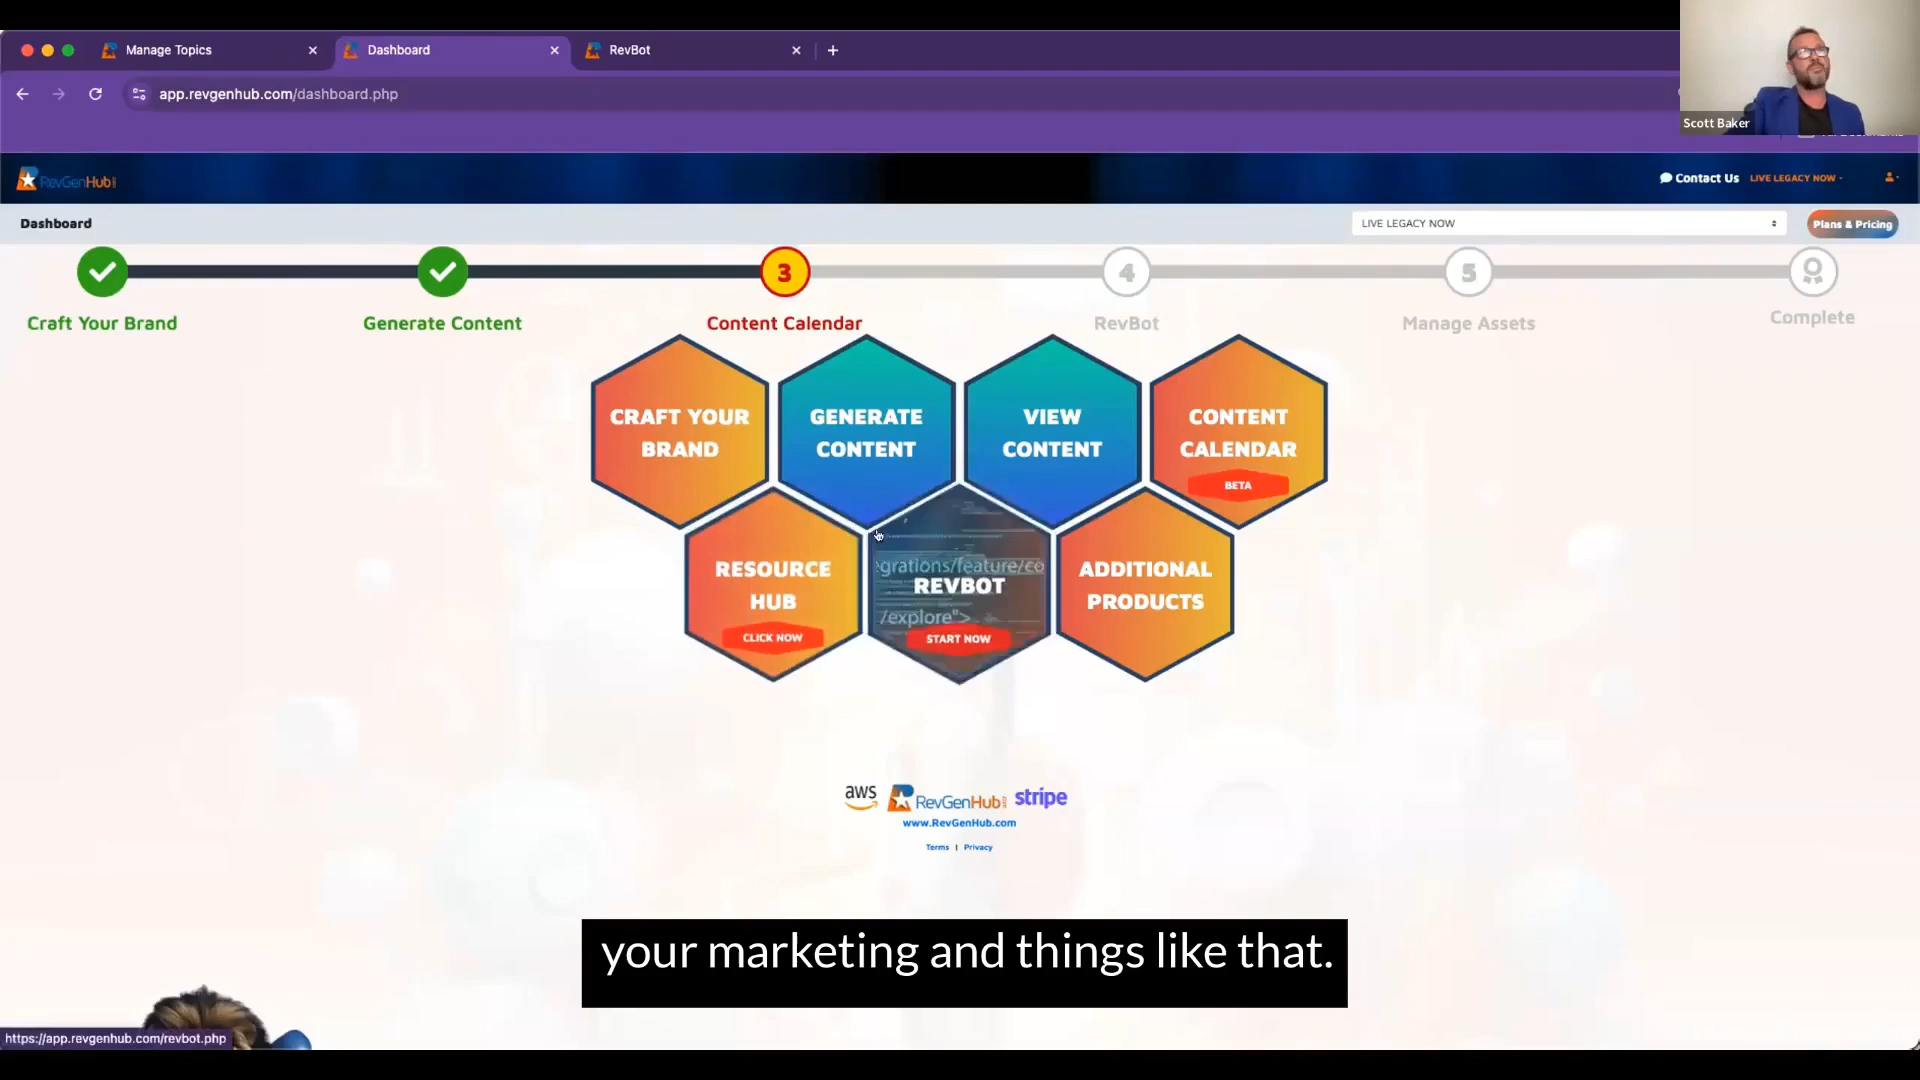 Manage Topics
Dashboard
RevBot
app.revgenhub.com/dashboard.php
Scott Baker
RevGenHub
Contact Us
LIVE LEGACY NOW
Dashboard
LIVE LEGACY NOW
Plans & Pricing
3
4
5
Craft Your Brand
Generate Content
Content Calendar
RevBot
Manage Assets
Complete
CRAFT YOUR
BRAND
GENERATE
CONTENT
VIEW
CONTENT
CONTENT
CALENDAR
BETA
RESOURCE
HUB
CLICK NOW
egrations/feature/co
REVBOT
/explore">
START NOW
ADDITIONAL
PRODUCTS
aws
RevGenHub
stripe
www.RevGenHub.com
Terms | Privacy
your marketing and things like that.
https://app.revgenhub.com/revbot.php